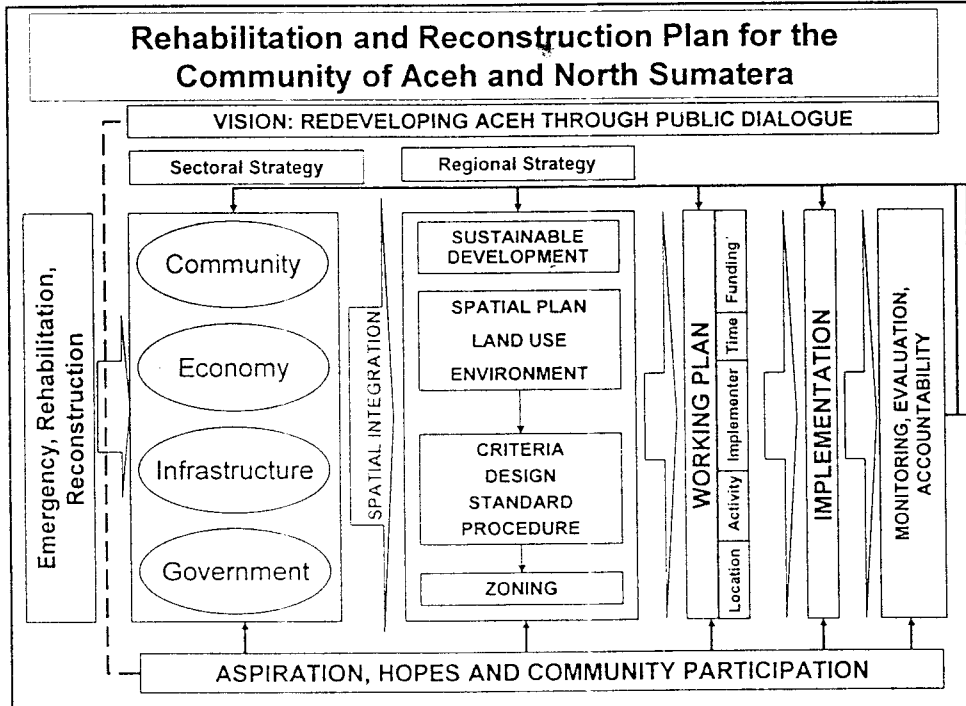 Rehabilitation and Reconstruction Plan for the
Community of Aceh and North Sumatera
VISION: REDEVELOPING ACEH THROUGH PUBLIC DIALOGUE
Sectoral Strategy
Regional Strategy
Emergency, Rehabilitation,
Reconstruction
Community
Economy
Infrastructure
Government
SPATIAL INTEGRATION
SUSTAINABLE
DEVELOPMENT
SPATIAL PLAN
LAND USE
ENVIRONMENT
CRITERIA
DESIGN
STANDARD
PROCEDURE
ZONING
WORKING PLAN
Funding
Time
Implementer
Activity
Location
IMPLEMENTATION
MONITORING, EVALUATION,
ACCOUNTABILITY
ASPIRATION, HOPES AND COMMUNITY PARTICIPATION